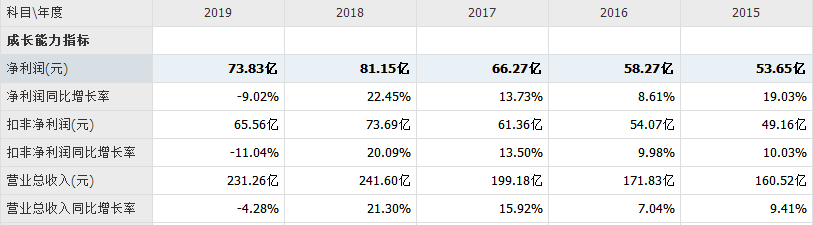 科目\年度 2019 2018 2017 2016 2015
成长能力指标
净利润(元) 73.83亿 81.15亿 66.27亿 58.27亿 53.65亿
净利润同比增长率 -9.02% 22.45% 13.73% 8.61% 19.03%
扣非净利润(元) 65.56亿 73.69亿 61.36亿 54.07亿 49.16亿
扣非净利润同比增长率 -11.04% 20.09% 13.50% 9.98% 10.03%
营业总收入(元) 231.26亿 241.60亿 199.18亿 171.83亿 160.52亿
营业总收入同比增长率 -4.28% 21.30% 15.92% 7.04% 9.41%